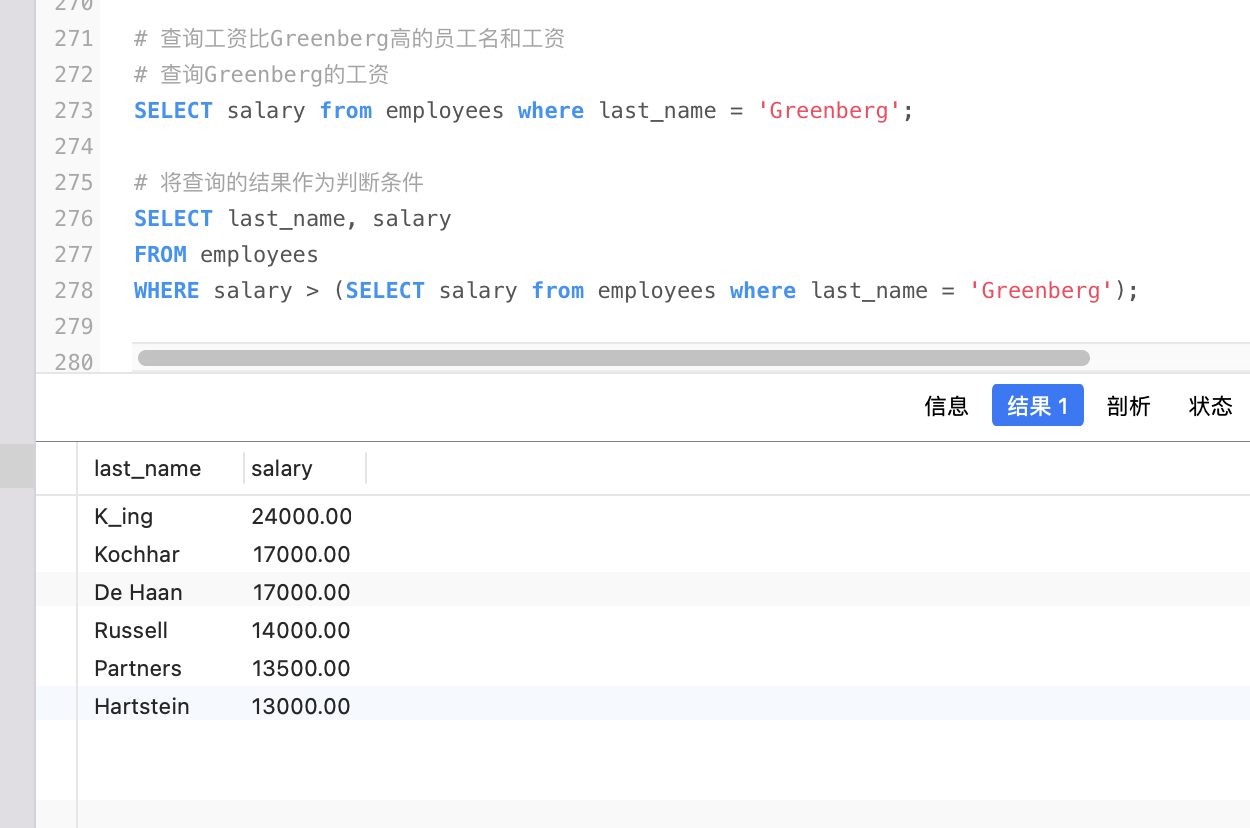 270
271 # 查询工资比Greenberg高的员工名和工资
272 # 查询Greenberg的工资
273 SELECT salary from employees where last_name = 'Greenberg';
274
275 # 将查询的结果作为判断条件
276 SELECT last_name, salary
277 FROM employees
278 WHERE salary > (SELECT salary from employees where last_name = 'Greenberg');
279
280
信息 结果 1 剖析 状态
last_name salary
K_ing 24000.00
Kochhar 17000.00
De Haan 17000.00
Russell 14000.00
Partners 13500.00
Hartstein 13000.00